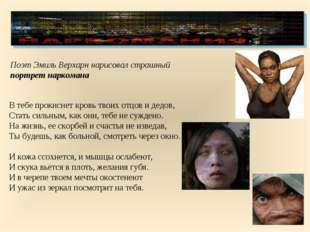 НАРКОМАНИЯ
Поэт Эмиль Верхарн нарисовал страшный
портрет наркомана
В тебе прокиснет кровь твоих отцов и дедов,
Стать сильным, как они, тебе не суждено.
На жизнь, ее скорбей и счастья не изведав,
Ты будешь, как больной, смотреть через окно.
И кожа ссохнется, и мышцы ослабеют,
И скука въется в плоть, желания губя.
И в черепе твоем мечты окостенеют
И ужас из зеркал посмотрит на тебя.